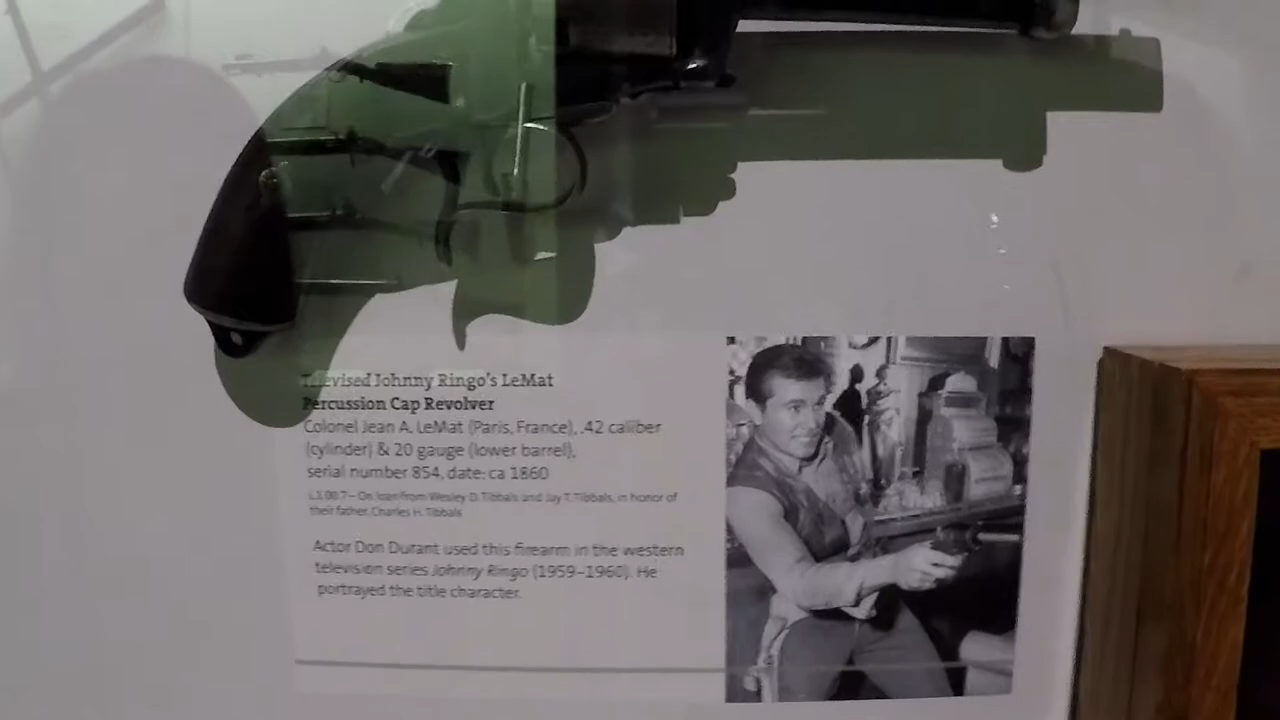 Televised Johnny Ringo's LeMat
Percussion Cap Revolver
Colonel Jean A. LeMat (Paris, France), .42 caliber
(cylinder) & 20 gauge (lower barrel),
serial number 854, date: ca 1860
L.1.08.7 – On loan from Wesley D. Tibbals and Jay T. Tibbals, in honor of
their father, Charles H. Tibbals
Actor Don Durant used this firearm in the western
television series Johnny Ringo (1959–1960). He
portrayed the title character.